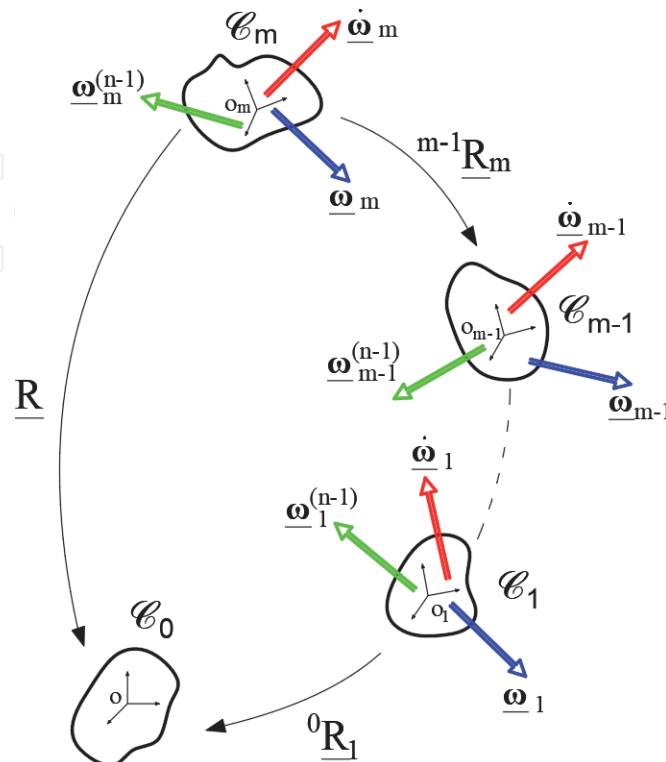 𝒞m
ω̇ m
ω m (n-1)
om
ω m
m-1Rm
ω̇ m-1
𝒞m-1
om-1
ω m-1 (n-1)
ω m-1
R
ω̇ 1
ω 1 (n-1)
𝒞1
o1
ω 1
𝒞0
o
0R1